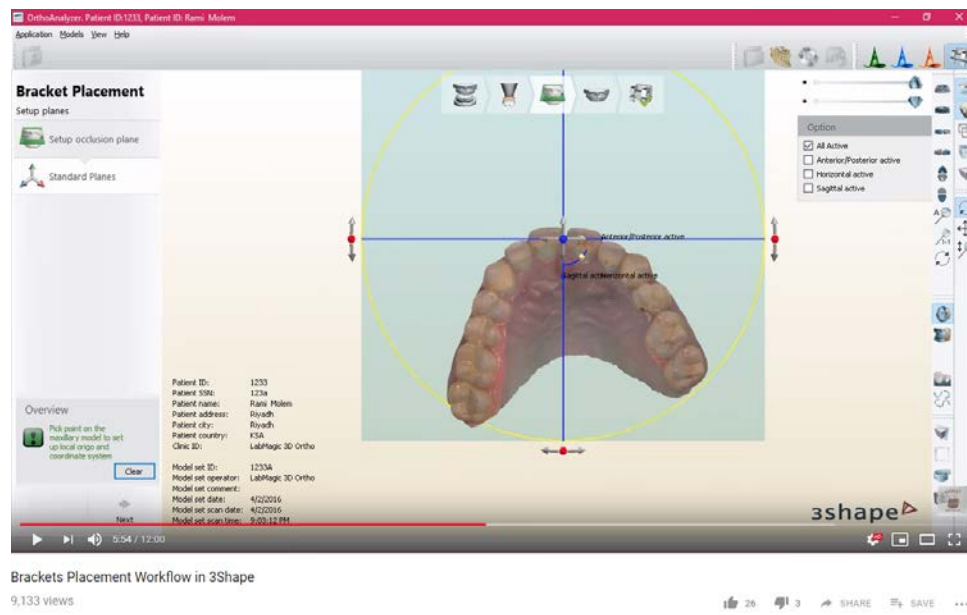 OrthoAnalyzer. Patient ID:1233, Patient ID: Rami Molem
Application Models View Help
Bracket Placement
Setup planes
Setup occlusion plane
Standard Planes
Option
All Active
Anterior/Posterior active
Horizontal active
Sagittal active
Anterior/Posterior active
Sagittal activ
Horizontal active
Patient ID: 1233
Patient SSN: 123a
Patient name: Rami Molem
Patient address: Riyadh
Patient city: Riyadh
Patient country: KSA
Clinic ID: LabMagic 3D Ortho
Model set ID: 1233A
Model set operator: LabMagic 3D Ortho
Model set comment:
Model set date: 4/2/2016
Model set scan date: 4/2/2016
Model set scan time: 9:03:12 PM
Overview
Pick point on the
maxillary model to set
up local origo and
coordinate system
Clear
Next
3shape
5:54 / 12:00
Brackets Placement Workflow in 3Shape
9,133 views
26 3 SHARE SAVE